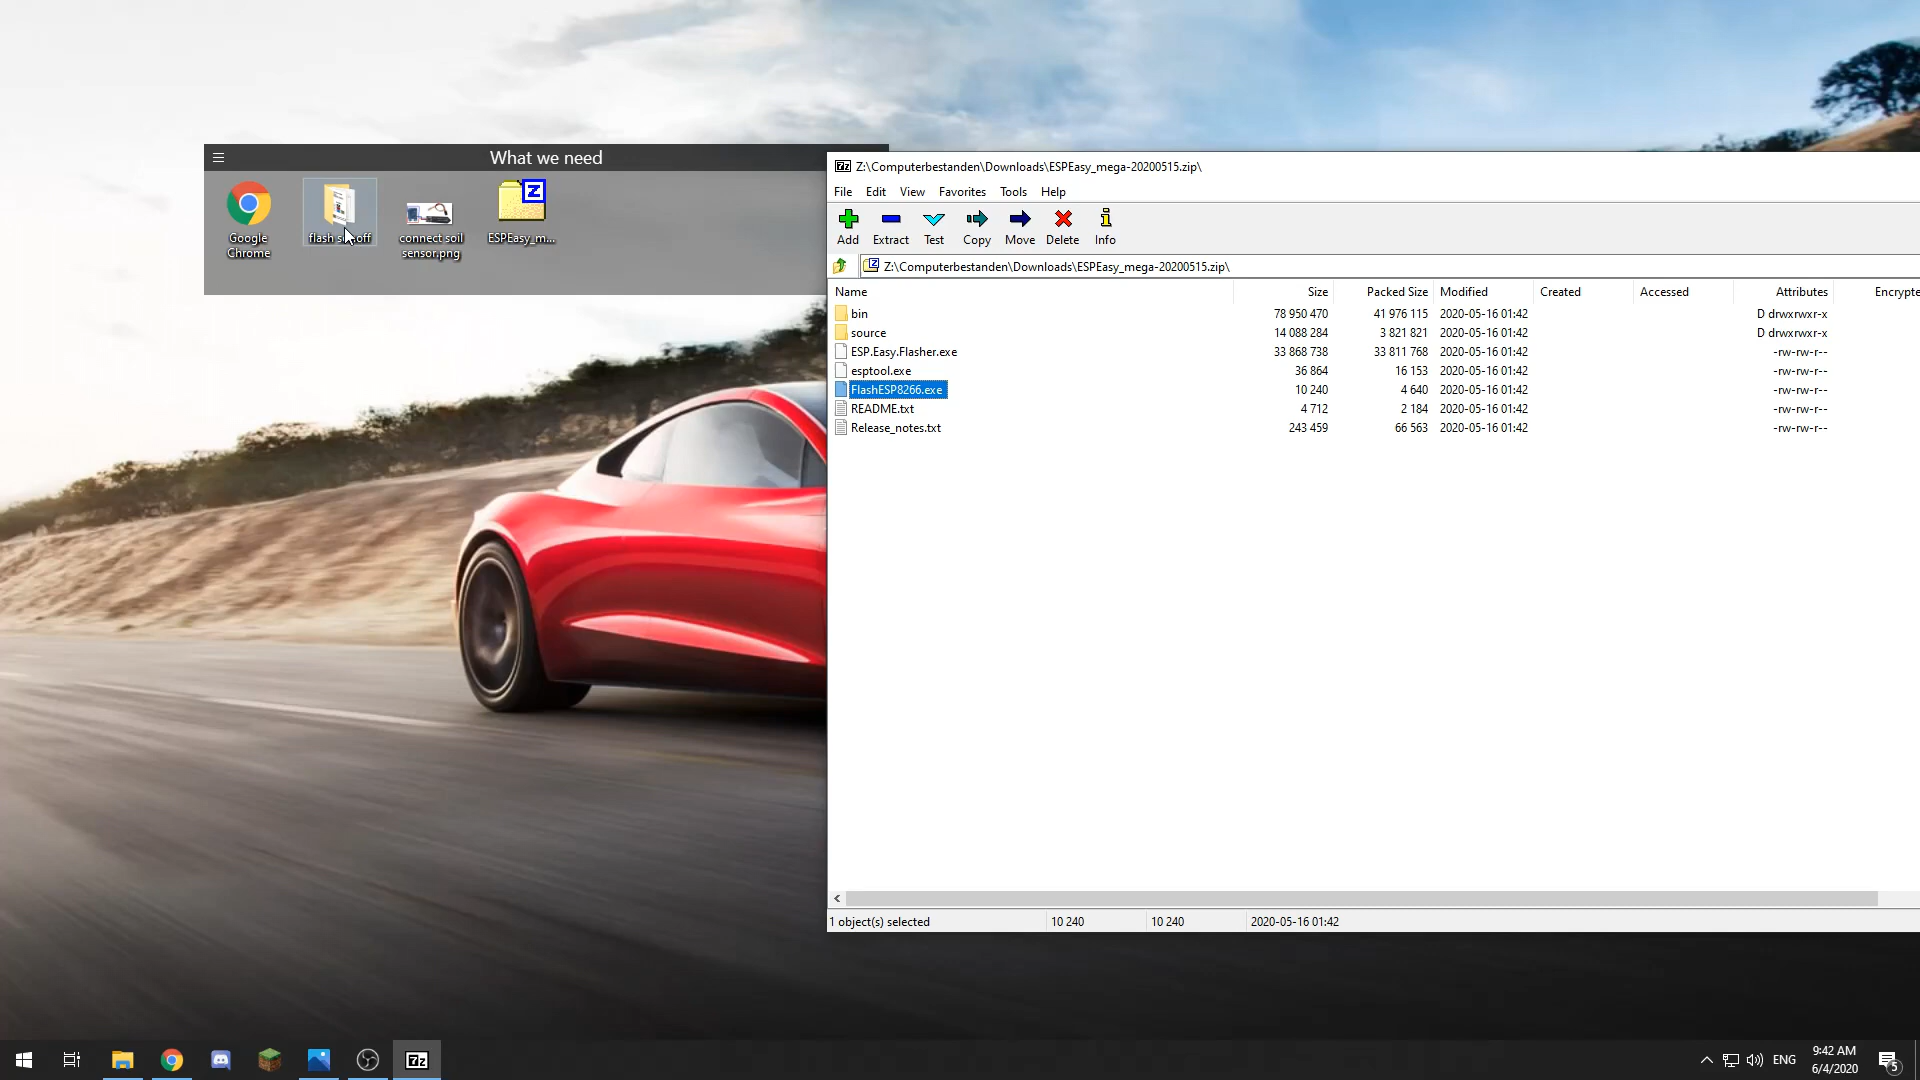 What we need
Google
Chrome
connect soil
sensor.png
ESPEasy_m...
Z:\Computerbestanden\Downloads\ESPEasy_mega-20200515.zip\
File Edit View Favorites Tools Help
Add Extract Test Copy Move Delete Info
Z:\Computerbestanden\Downloads\ESPEasy_mega-20200515.zip\
Name Size Packed Size Modified Created Accessed Attributes Encrypte
bin 78 950 470 41 976 115 2020-05-16 01:42 D drwxrwxr-x
source 14 088 284 3 821 821 2020-05-16 01:42 D drwxrwxr-x
ESP.Easy.Flasher.exe 33 868 738 33 811 768 2020-05-16 01:42 -rw-rw-r--
esptool.exe 36 864 16 153 2020-05-16 01:42 -rw-rw-r--
FlashESP8266.exe 10 240 4 640 2020-05-16 01:42 -rw-rw-r--
README.txt 4 712 2 184 2020-05-16 01:42 -rw-rw-r--
Release_notes.txt 243 459 66 563 2020-05-16 01:42 -rw-rw-r--
1 object(s) selected 10 240 10 240 2020-05-16 01:42
flash
ENG
9:42 AM
6/4/2020
5